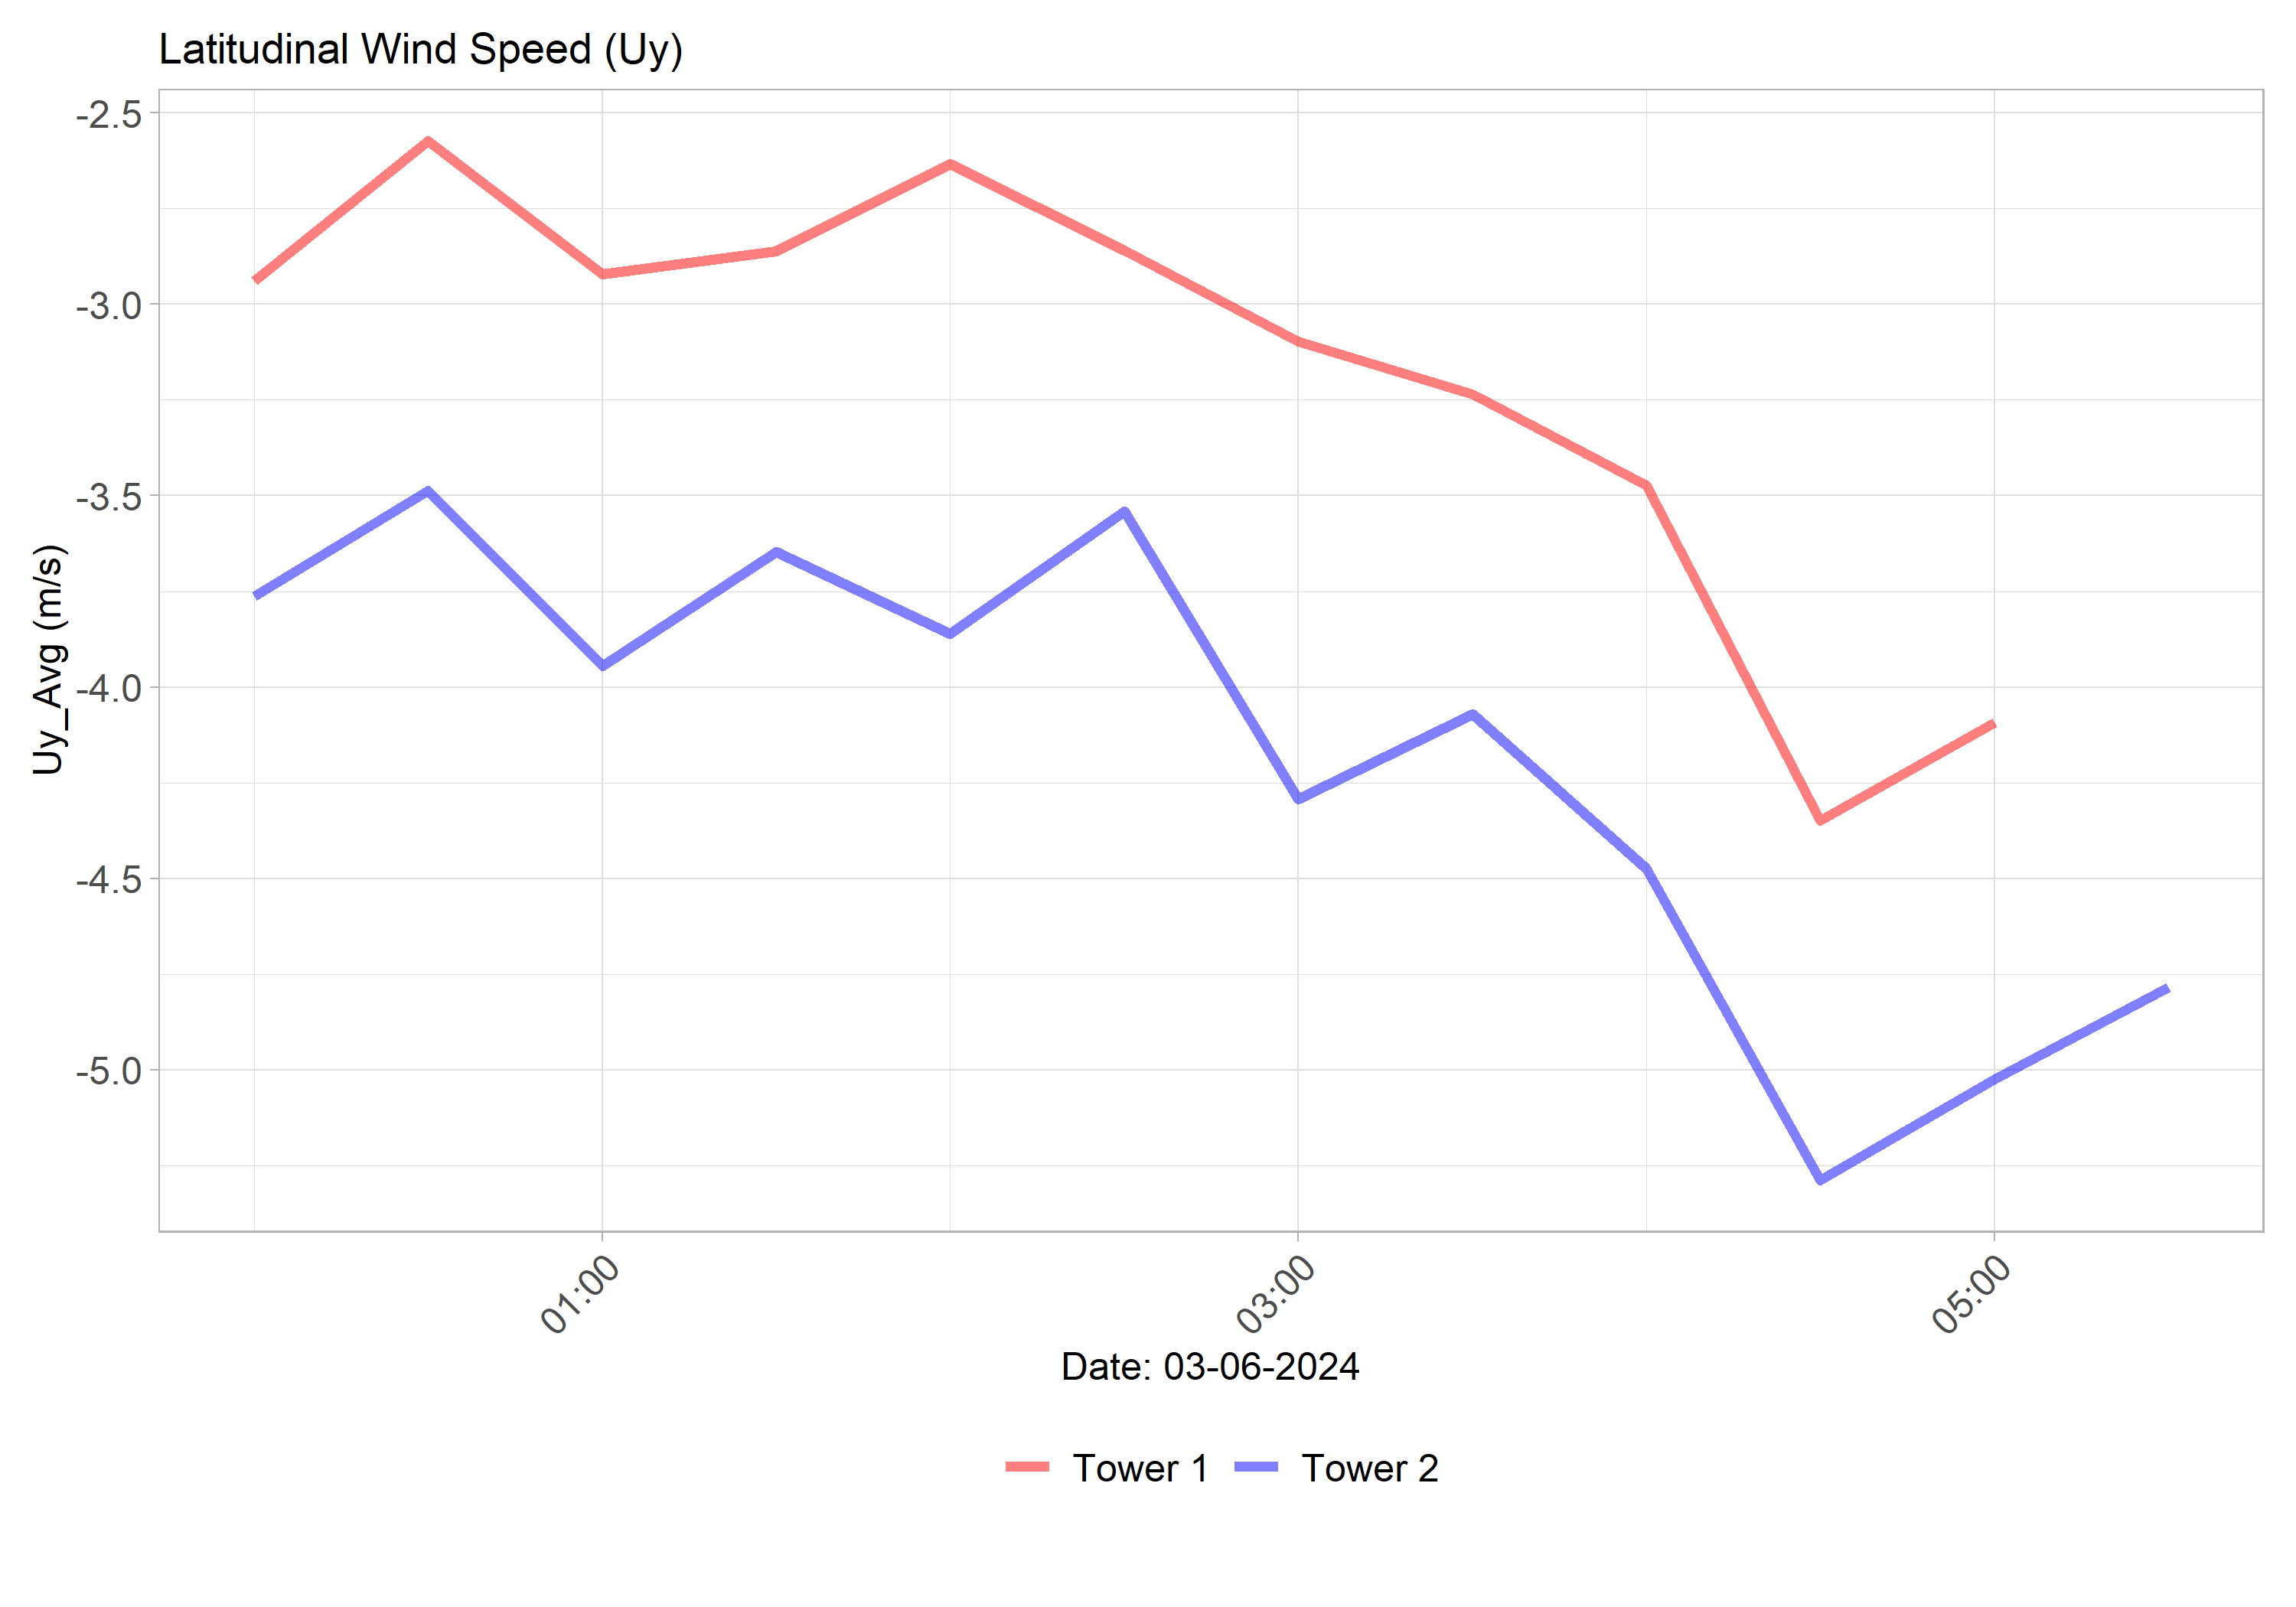 Latitudinal Wind Speed (Uy)
Uy_Avg (m/s)
-2.5
-3.0
-3.5
-4.0
-4.5
-5.0
01:00
03:00
05:00
Date: 03-06-2024
Tower 1
Tower 2